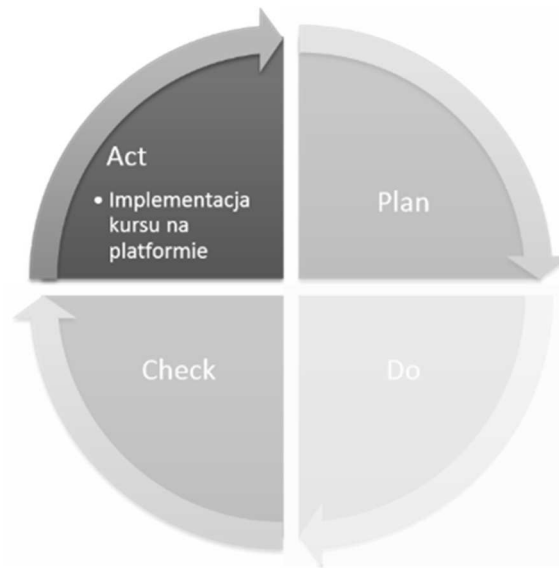 Act
• Implementacja
kursu na
platformie
Plan
Check
Do